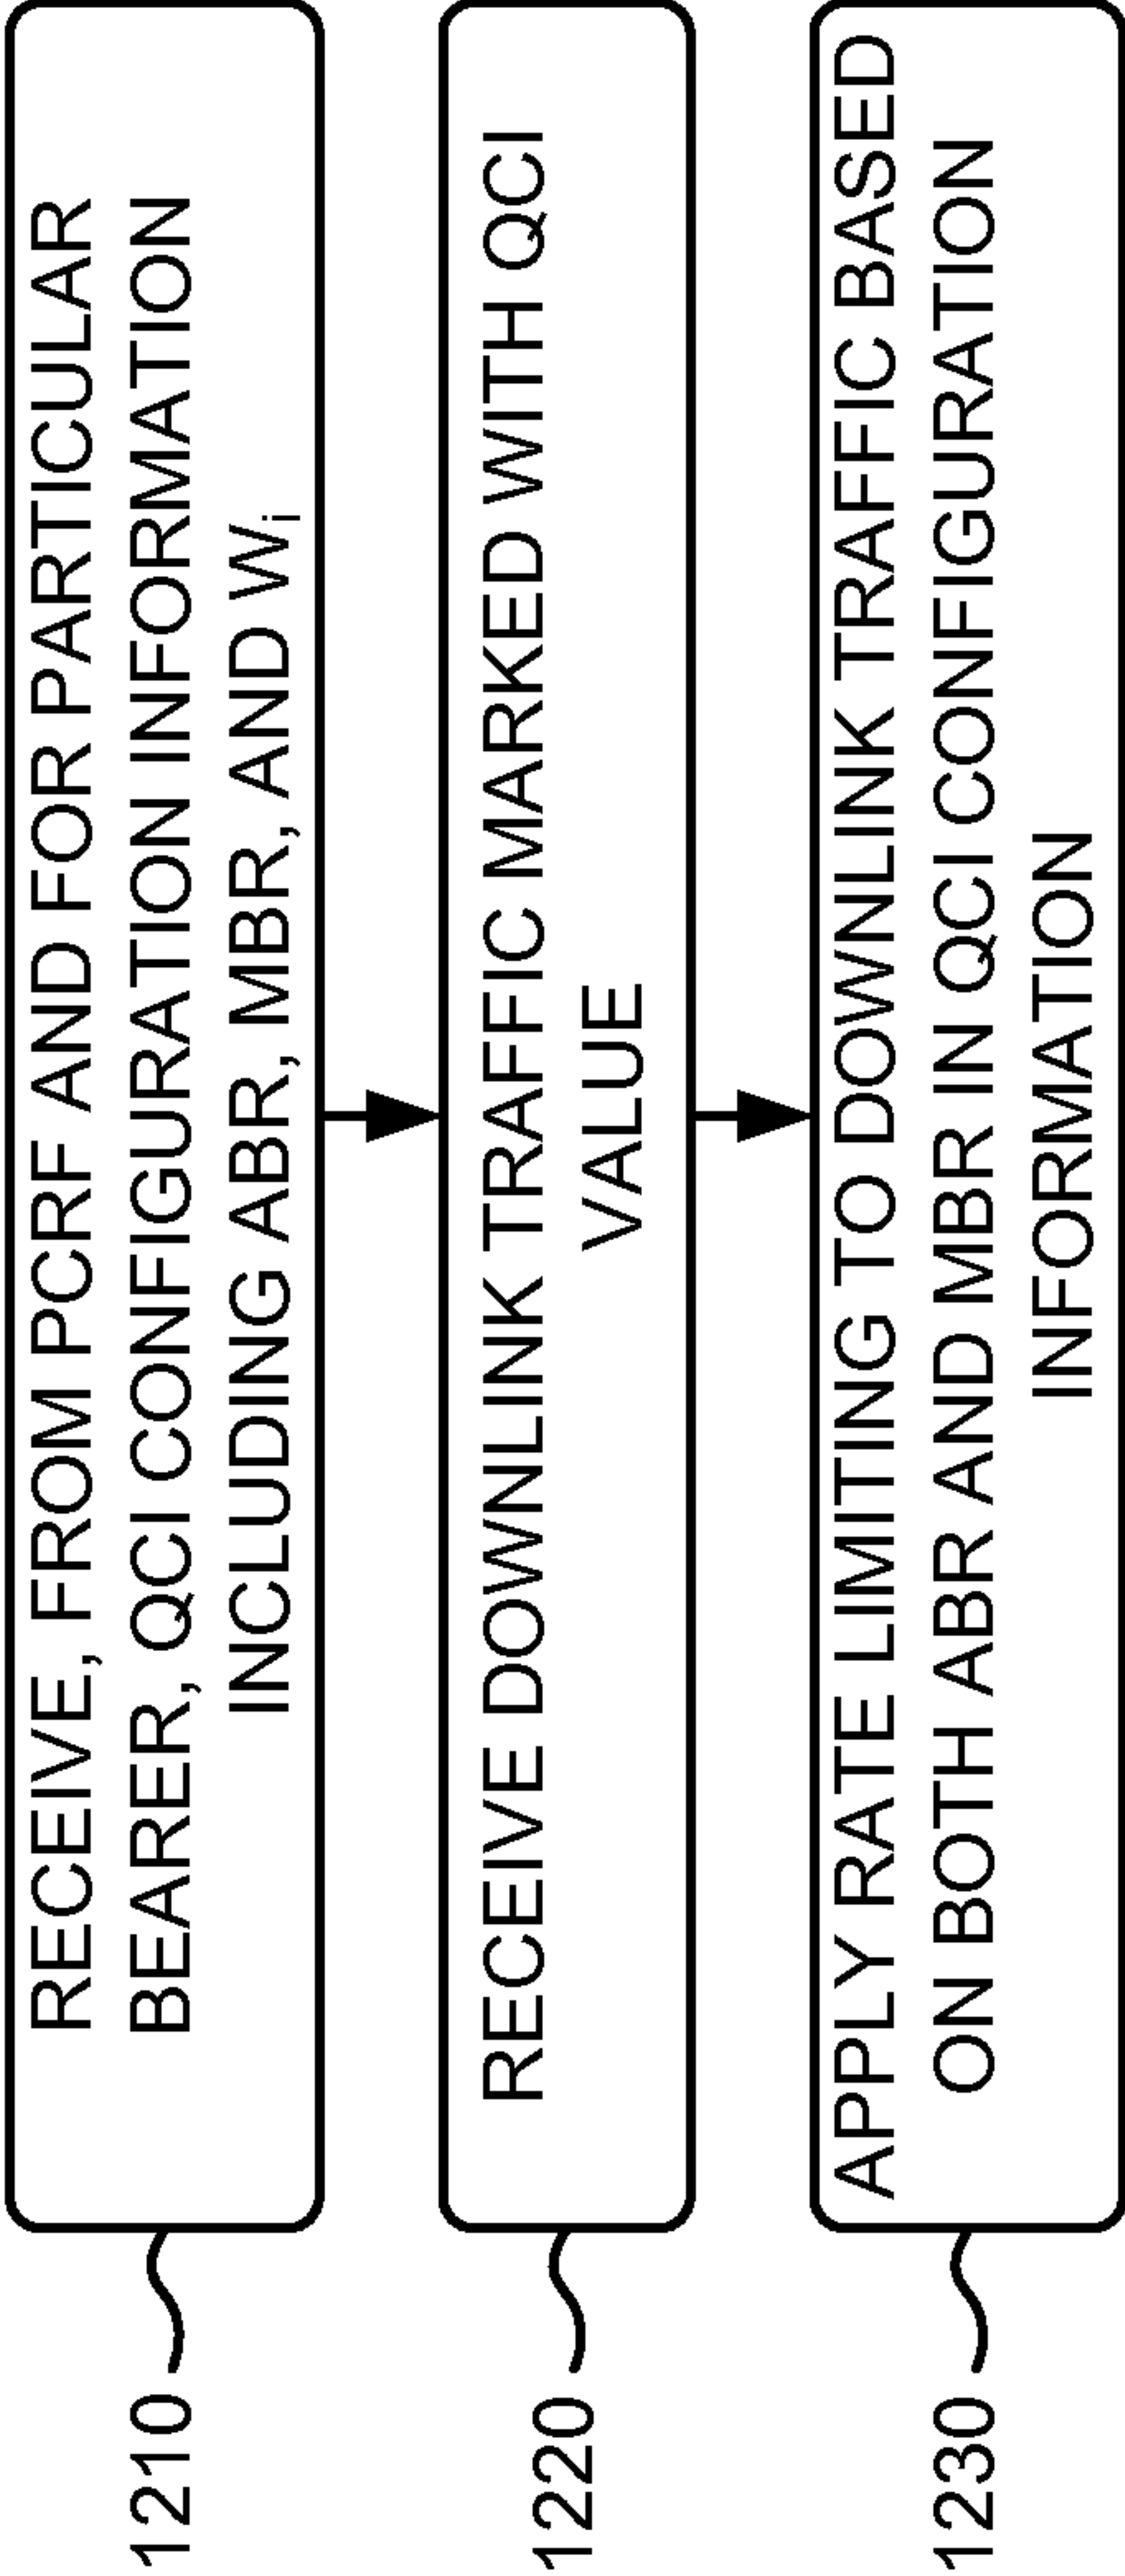 1210
RECEIVE, FROM PCRF AND FOR PARTICULAR
BEARER, QCI CONFIGURATION INFORMATION
INCLUDING ABR, MBR, AND Wi
1220
RECEIVE DOWNLINK TRAFFIC MARKED WITH QCI
VALUE
1230
APPLY RATE LIMITING TO DOWNLINK TRAFFIC BASED
ON BOTH ABR AND MBR IN QCI CONFIGURATION
INFORMATION